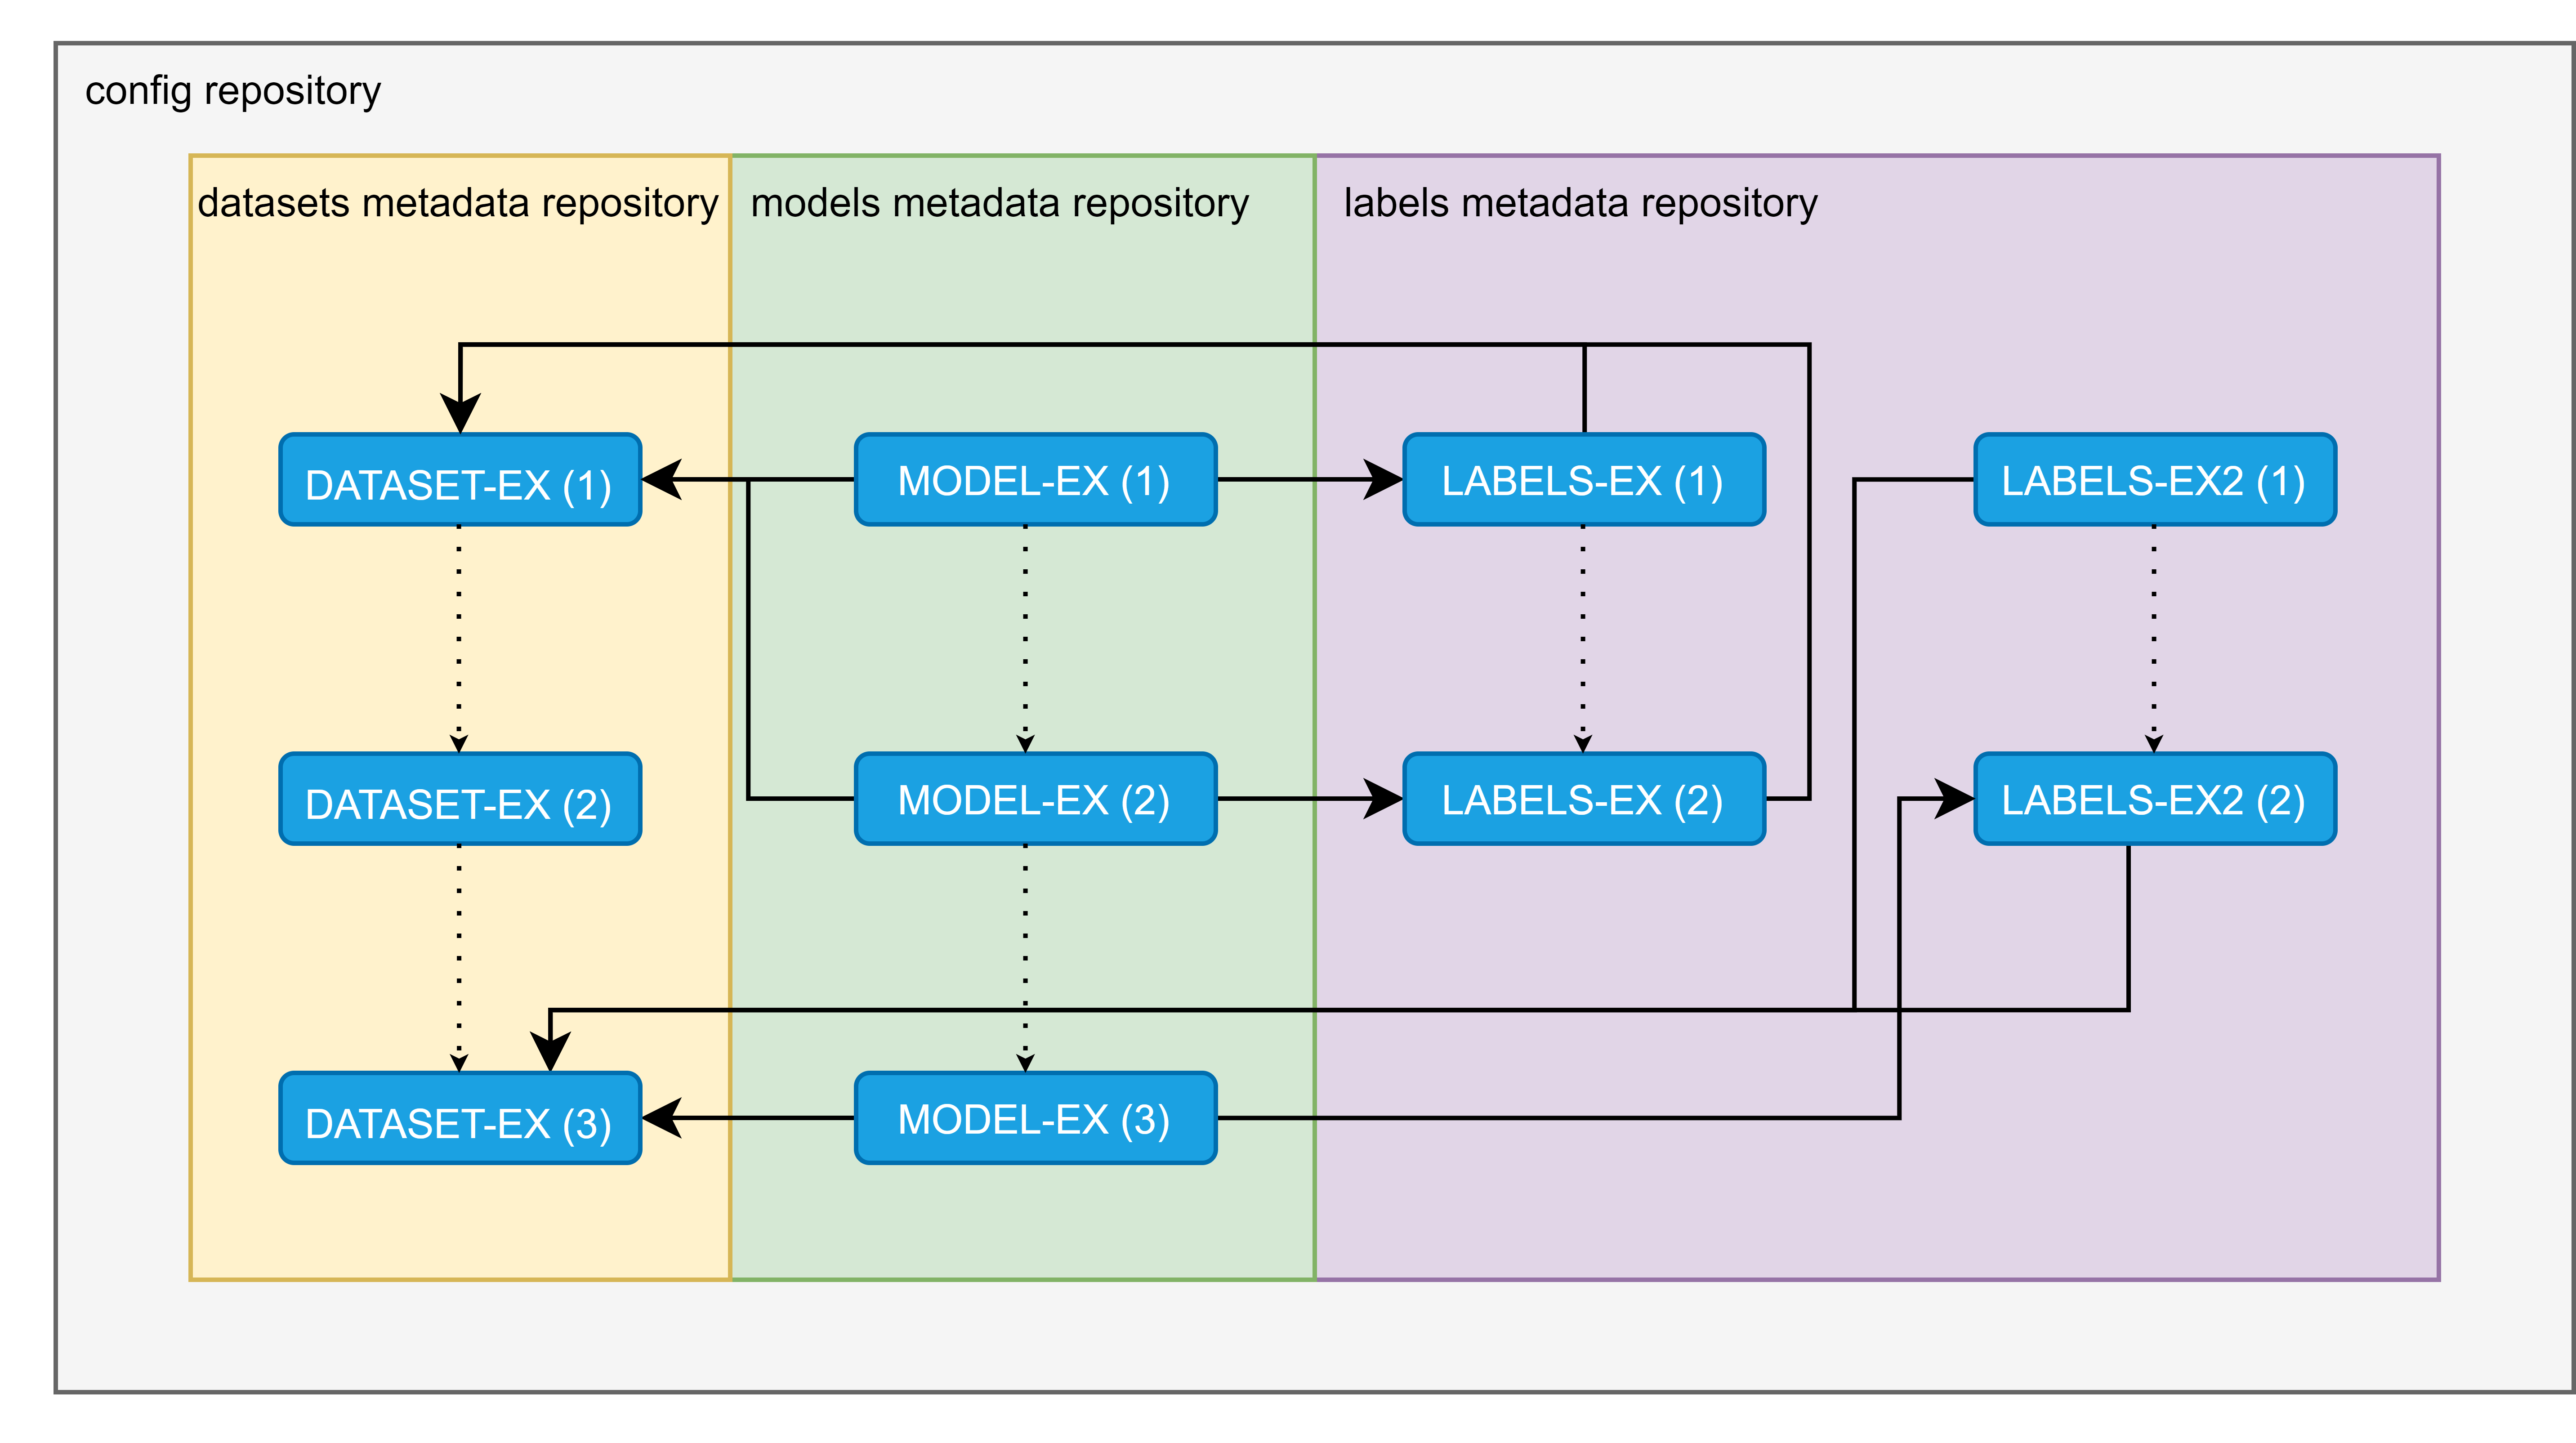 config repository
datasets metadata repository
models metadata repository
labels metadata repository
DATASET-EX (1)
MODEL-EX (1)
LABELS-EX (1)
LABELS-EX2 (1)
DATASET-EX (2)
MODEL-EX (2)
LABELS-EX (2)
LABELS-EX2 (2)
DATASET-EX (3)
MODEL-EX (3)